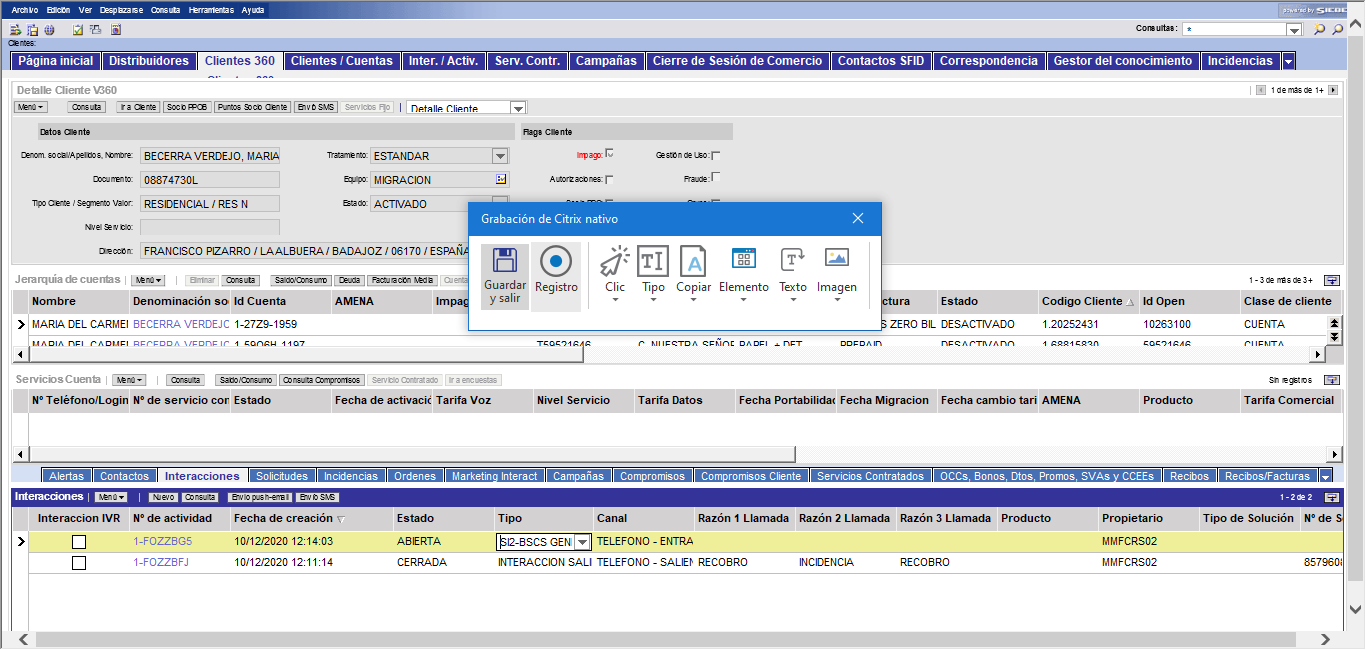 Archivo Edición Ver Desplazarse Consulta Herramientas Ayuda
powered by
Consultas: *
Clientes:
Página inicial Distribuidores Clientes 360 Clientes / Cuentas Inter. / Activ. Serv. Contr. Campañas Cierre de Sesión de Comercio Contactos SFID Correspondencia Gestor del conocimiento Incidencias
Detalle Cliente V360
1 de más de 1+
Menú Consulta Ir a Cliente Socio PPOB Puntos Socio Cliente Envío SMS Servicios Fijo Detalle Cliente
Datos Cliente Flags Cliente
Denom. social/Apellidos, Nombre: BECERRA VERDEJO, MARIA Tratamiento: ESTANDAR Impago: Gestión de Uso:
Documento: 08874730L Equipo: MIGRACION Autorizaciones: Fraude:
Tipo Cliente / Segmento Valor: RESIDENCIAL / RES N Estado: ACTIVADO
Nivel Servicio:
Dirección: FRANCISCO PIZARRO / LA ALBUERA / BADAJOZ / 06170 / ESPAÑA
Grabación de Citrix nativo
Guardar y salir Registro Clic Tipo Copiar Elemento Texto Imagen
Jerarquía de cuentas Menú Eliminar Consulta Saldo/Consumo Deuda Facturación Media Cuenta
1 - 3 de más de 3+
Nombre Denominación so Id Cuenta AMENA Impag ctura Estado Codigo Cliente Id Open Clase de cliente
MARIA DEL CARMEI BECERRA VERDEJO 1-27Z9-1959 S ZERO BIL DESACTIVADO 1.20252431 10263100 CUENTA
MARIA DEL CARMEI BECERRA VERDEJO 1-59O6H-1197 T59521646 C. NUESTRA SEÑOF PAPEL + DET PREPAID DESACTIVADO 1.68815830 59521646 CUENTA
Servicios Cuenta Menú Consulta Saldo/Consumo Consulta Compromisos Servicio Contratado Ir a encuestas
Sin registros
Nº Teléfono/Login Nº de servicio con Estado Fecha de activació Tarifa Voz Nivel Servicio Tarifa Datos Fecha Portabilidad Fecha Migracion Fecha cambio tari AMENA Producto Tarifa Comercial
Alertas Contactos Interacciones Solicitudes Incidencias Ordenes Marketing Interact Campañas Compromisos Compromisos Cliente Servicios Contratados OCCs, Bonos, Dtos, Promos, SVAs y CCEEs Recibos Recibos/Facturas
Interacciones Menú Nuevo Consulta Envío push-email Envío SMS
1 - 2 de 2
Interaccion IVR Nº de actividad Fecha de creación Estado Tipo Canal Razón 1 Llamada Razón 2 Llamada Razón 3 Llamada Producto Propietario Tipo de Solución Nº de S
1-FOZZBG5 10/12/2020 12:14:03 ABIERTA SI2-BSCS GEN TELEFONO - ENTRA MMFCRS02
1-FOZZBFJ 10/12/2020 12:11:14 CERRADA INTERACCION SALI TELEFONO - SALIEN RECOBRO INCIDENCIA RECOBRO MMFCRS02 857960